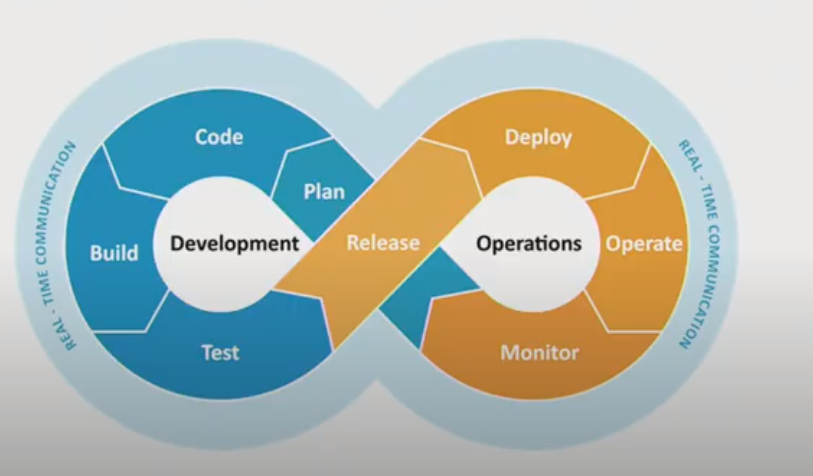 Code
Deploy
Plan
Development
Release
Operations
Operate
Build
Test
Monitor
REAL - TIME COMMUNICATION
REAL - TIME COMMUNICATION